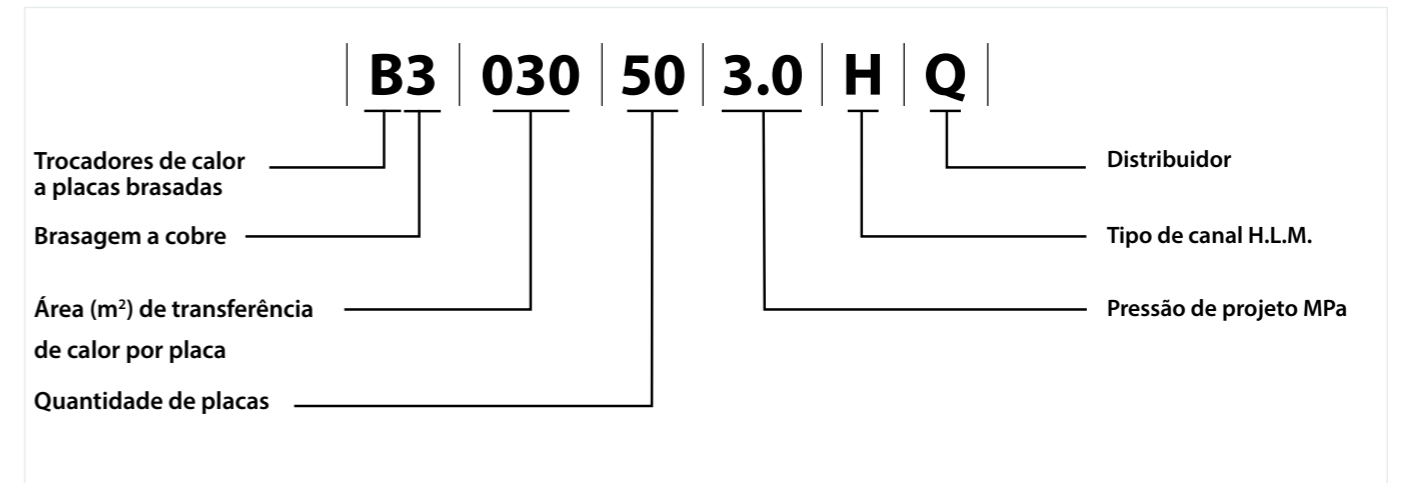 B3 030 50 3.0 H Q
Trocadores de calor
a placas brasadas
Brasagem a cobre
Área (m²) de transferência
de calor por placa
Quantidade de placas
Distribuidor
Tipo de canal H.L.M.
Pressão de projeto MPa